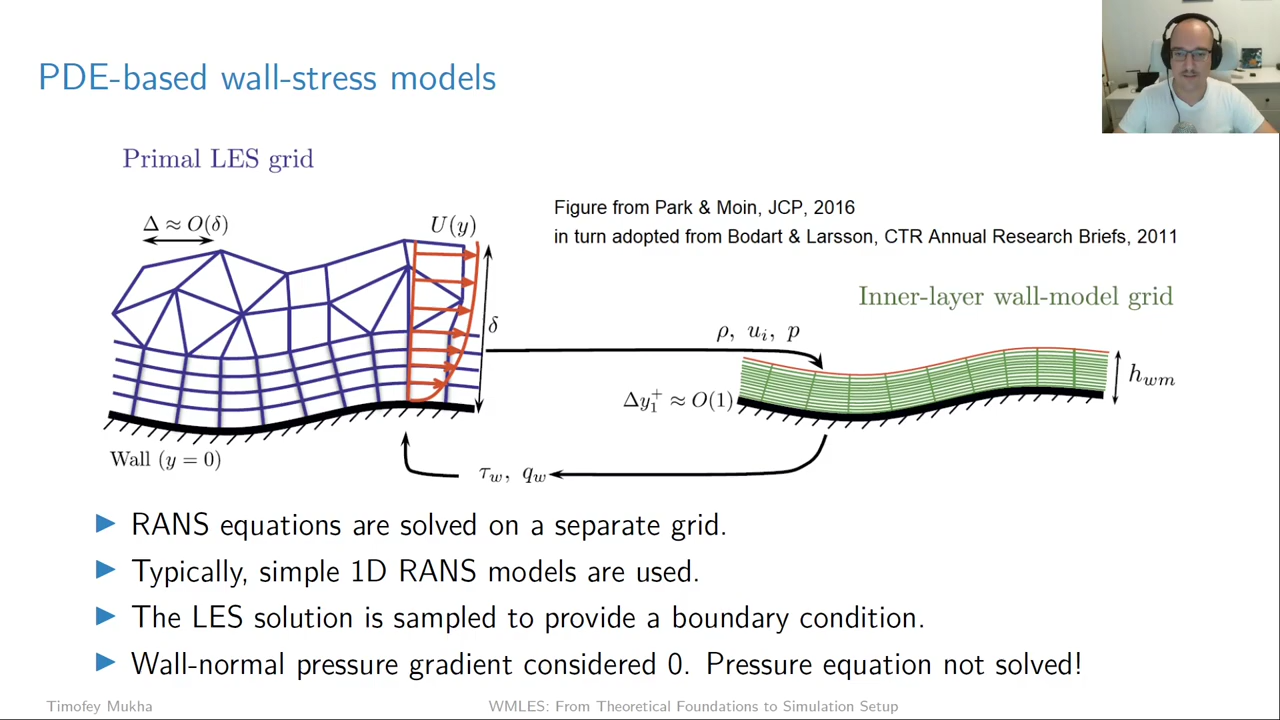 PDE-based wall-stress models
Primal LES grid
Δ ≈ O(δ)
U(y)
δ
Wall (y = 0)
Figure from Park & Moin, JCP, 2016
in turn adopted from Bodart & Larsson, CTR Annual Research Briefs, 2011
Inner-layer wall-model grid
ρ, u_i, p
h_{wm}
Δy_1^+ ≈ O(1)
τ_w, q_w
▶ RANS equations are solved on a separate grid.
▶ Typically, simple 1D RANS models are used.
▶ The LES solution is sampled to provide a boundary condition.
▶ Wall-normal pressure gradient considered 0. Pressure equation not solved!
Timofey Mukha
WMLES: From Theoretical Foundations to Simulation Setup